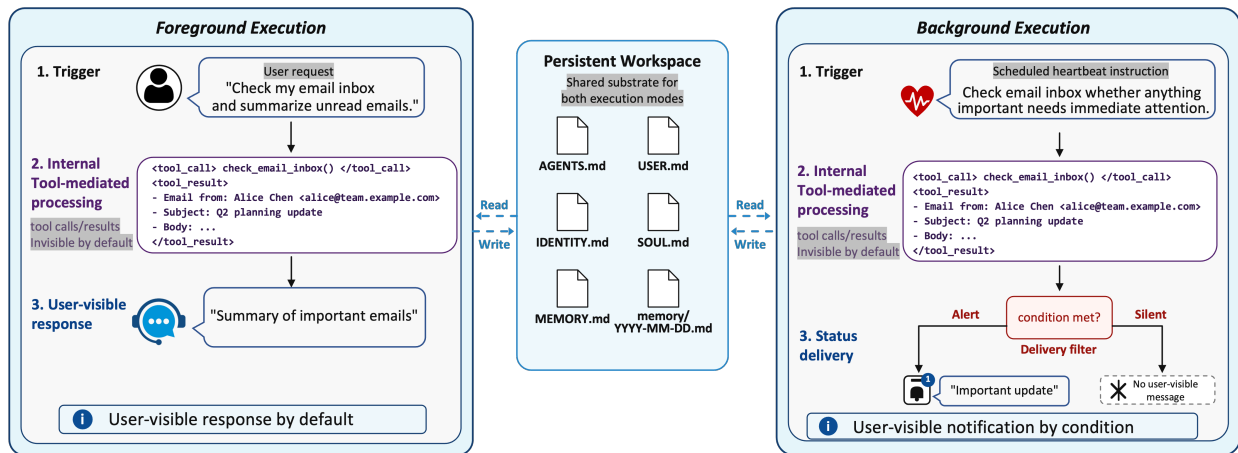 Foreground Execution
1. Trigger
User request
"Check my email inbox
and summarize unread emails."
2. Internal
Tool-mediated
processing
tool calls/results
Invisible by default
<tool_call> check_email_inbox() </tool_call>
<tool_result>
- Email from: Alice Chen <alice@team.example.com>
- Subject: Q2 planning update
- Body: ...
</tool_result>
3. User-visible
response
"Summary of important emails"
i User-visible response by default
Read
Write
Persistent Workspace
Shared substrate for
both execution modes
AGENTS.md
USER.md
IDENTITY.md
SOUL.md
MEMORY.md
memory/
YYYY-MM-DD.md
Read
Write
Background Execution
1. Trigger
Scheduled heartbeat instruction
Check email inbox whether anything
important needs immediate attention.
2. Internal
Tool-mediated
processing
tool calls/results
Invisible by default
<tool_call> check_email_inbox() </tool_call>
<tool_result>
- Email from: Alice Chen <alice@team.example.com>
- Subject: Q2 planning update
- Body: ...
</tool_result>
3. Status
delivery
Alert
condition met?
Silent
Delivery filter
1
"Important update"
No user-visible
message
i User-visible notification by condition